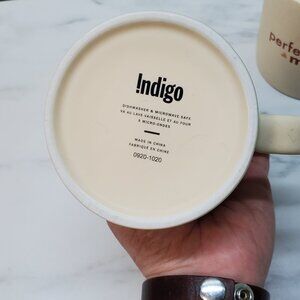 !ndigo
DISHWASHER & MICROWAVE SAFE
VA AU LAVE-VAISSELLE ET AU FOUR
À MICRO-ONDES
MADE IN CHINA
FABRIQUÉ EN CHINE
0920-1020
perfe
m